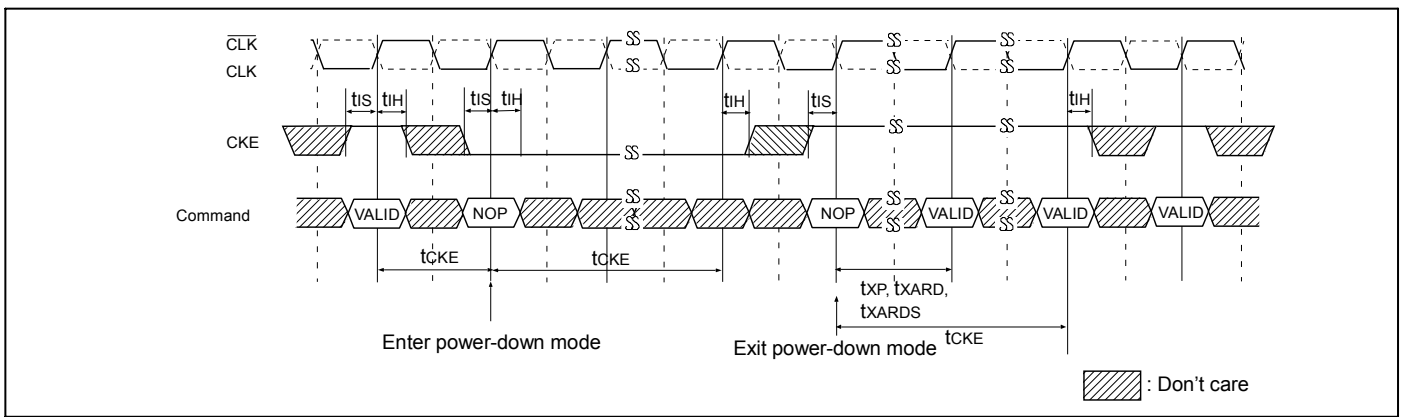 CLK
CLK
tIS tIH tIS tIH tIH tIS tIH
CKE
Command VALID NOP NOP VALID VALID VALID
tCKE tCKE
tXP, tXARD,
tXARDS
tCKE
Enter power-down mode
Exit power-down mode
: Don't care